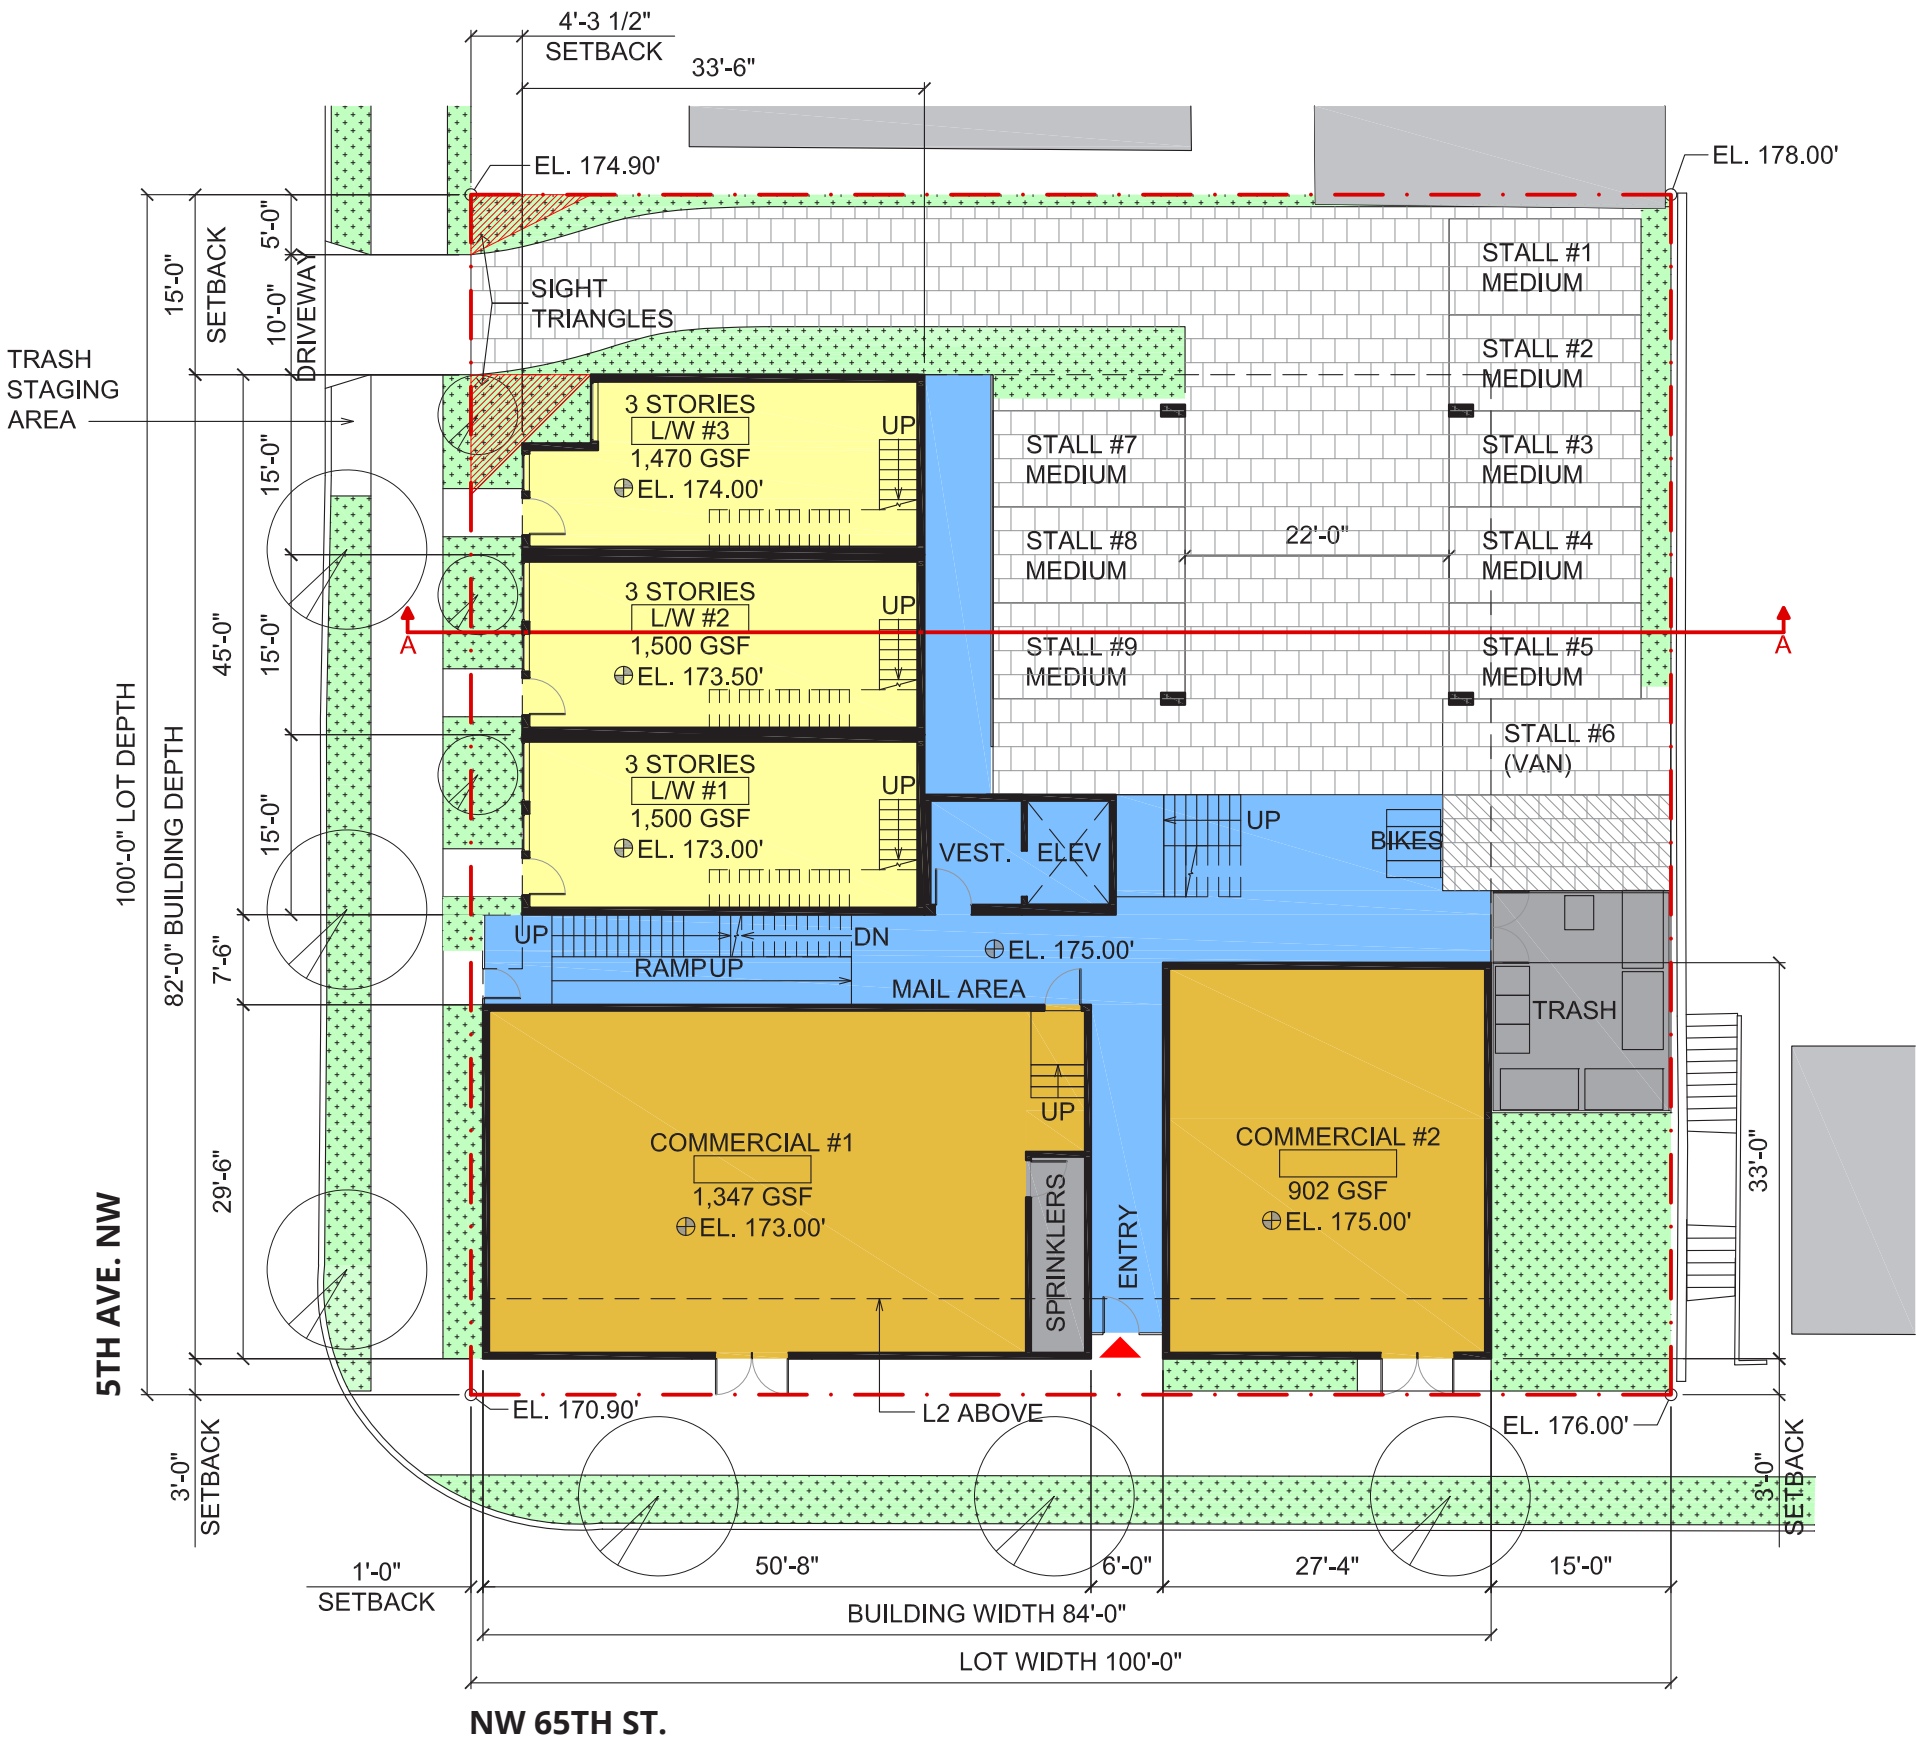 4'-3 1/2"
SETBACK
33'-6"
EL. 174.90'
EL. 178.00'
5'-0"
15'-0"
SETBACK
10'-0"
DRIVEWAY
SIGHT
TRIANGLES
STALL #1
MEDIUM
STALL #2
MEDIUM
TRASH
STAGING
AREA
3 STORIES
L/W #3
1,470 GSF
EL. 174.00'
UP
STALL #7
MEDIUM
STALL #3
MEDIUM
15'-0"
STALL #8
MEDIUM
22'-0"
STALL #4
MEDIUM
3 STORIES
L/W #2
1,500 GSF
EL. 173.50'
UP
A
A
STALL #9
MEDIUM
STALL #5
MEDIUM
45'-0"
15'-0"
100'-0" LOT DEPTH
82'-0" BUILDING DEPTH
STALL #6
(VAN)
3 STORIES
L/W #1
1,500 GSF
EL. 173.00'
UP
15'-0"
VEST.
ELEV
UP
BIKES
UP
DN
RAMP UP
EL. 175.00'
MAIL AREA
7'-6"
TRASH
UP
COMMERCIAL #1
1,347 GSF
EL. 173.00'
SPRINKLERS
ENTRY
COMMERCIAL #2
902 GSF
EL. 175.00'
33'-0"
29'-6"
5TH AVE. NW
EL. 170.90'
L2 ABOVE
EL. 176.00'
3'-0"
SETBACK
3'-0"
SETBACK
1'-0"
SETBACK
50'-8"
6'-0"
27'-4"
15'-0"
BUILDING WIDTH 84'-0"
LOT WIDTH 100'-0"
NW 65TH ST.